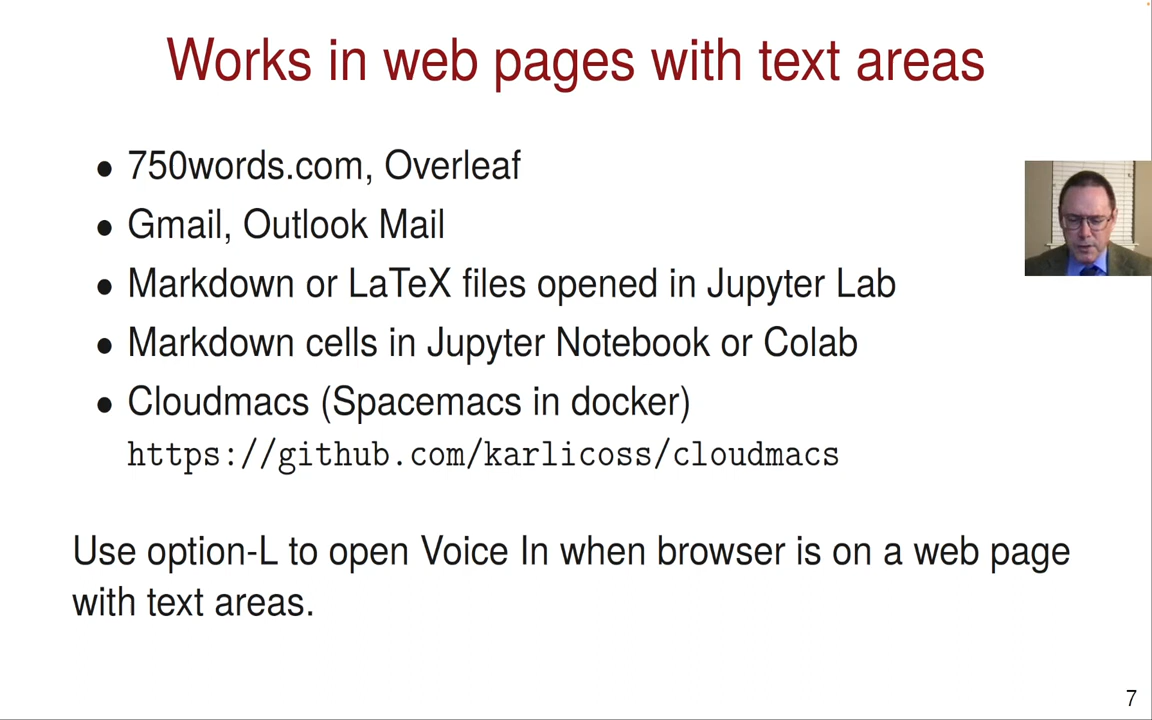 Works in web pages with text areas
• 750words.com, Overleaf
• Gmail, Outlook Mail
• Markdown or LaTeX files opened in Jupyter Lab
• Markdown cells in Jupyter Notebook or Colab
• Cloudmacs (Spacemacs in docker)
https://github.com/karlicoss/cloudmacs
Use option-L to open Voice In when browser is on a web page
with text areas.
7